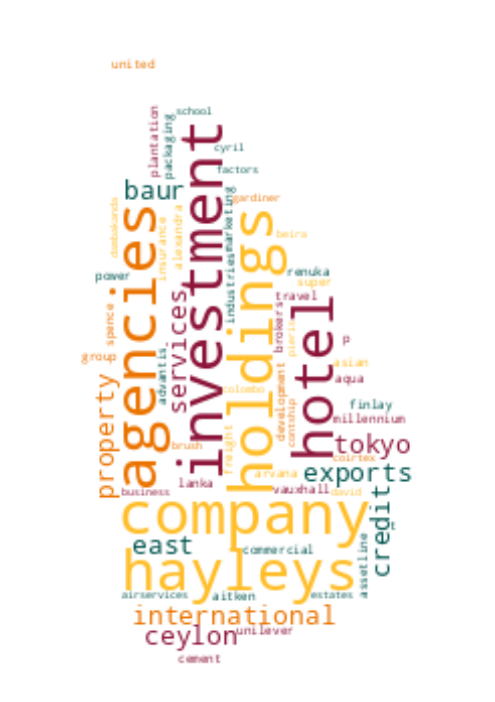 united
plantation
packaging
school
cyril
factors
investment
baur
gardiner
industries
marketing
agencies
dambakanda
insurance
alexandra
holdings
beira
power
renuka
super
services
travel
hotel
brokers
pieris
spence
p
group
advantis
asian
aqua
property
colombo
development
contship
finlay
millennium
freight
brush
tokyo
coirtex
arvana
exports
lanka
business
vauxhall
david
company
credit
t
east
commercial
assetline
hayleys
airservices
aitken
estates
international
ceylon
unilever
cement